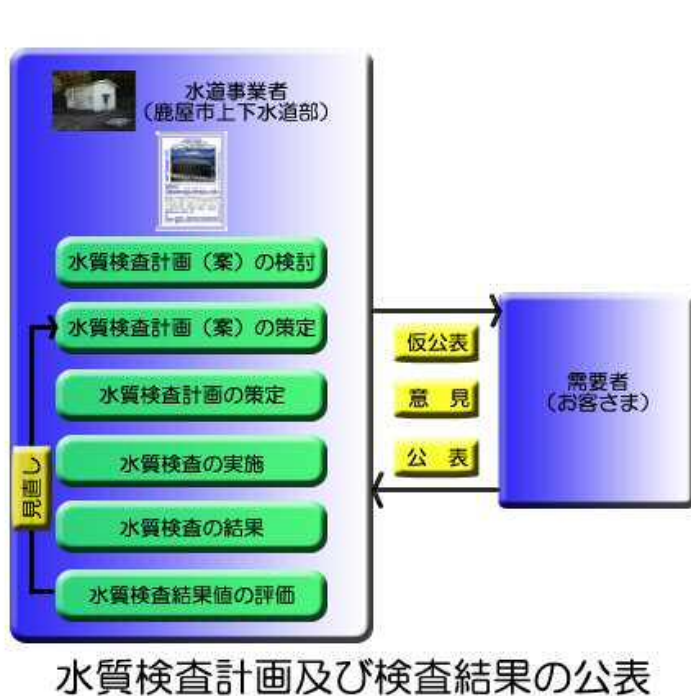 水道事業者
（鹿屋市上下水道部）
水質検査計画（案）の検討
水質検査計画（案）の策定
水質検査計画の策定
水質検査の実施
水質検査の結果
水質検査結果値の評価
見直し
仮公表
意　見
公　表
需要者
（お客さま）
水質検査計画及び検査結果の公表